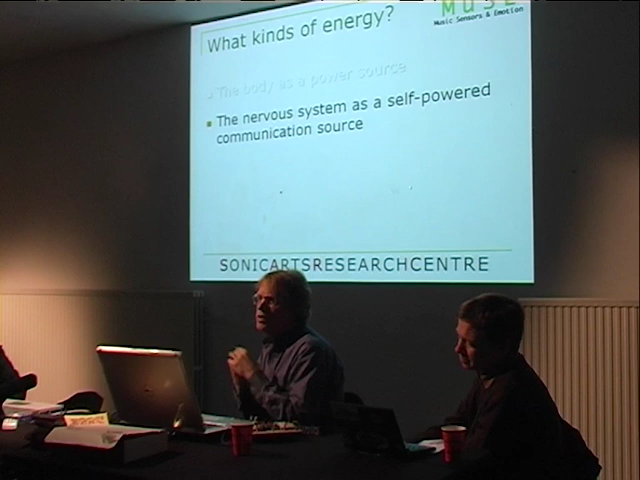 MuSE
Music Sensors & Emotion
What kinds of energy?
The body as a power source
The nervous system as a self-powered
communication source
SONICARTSRESEARCHCENTRE